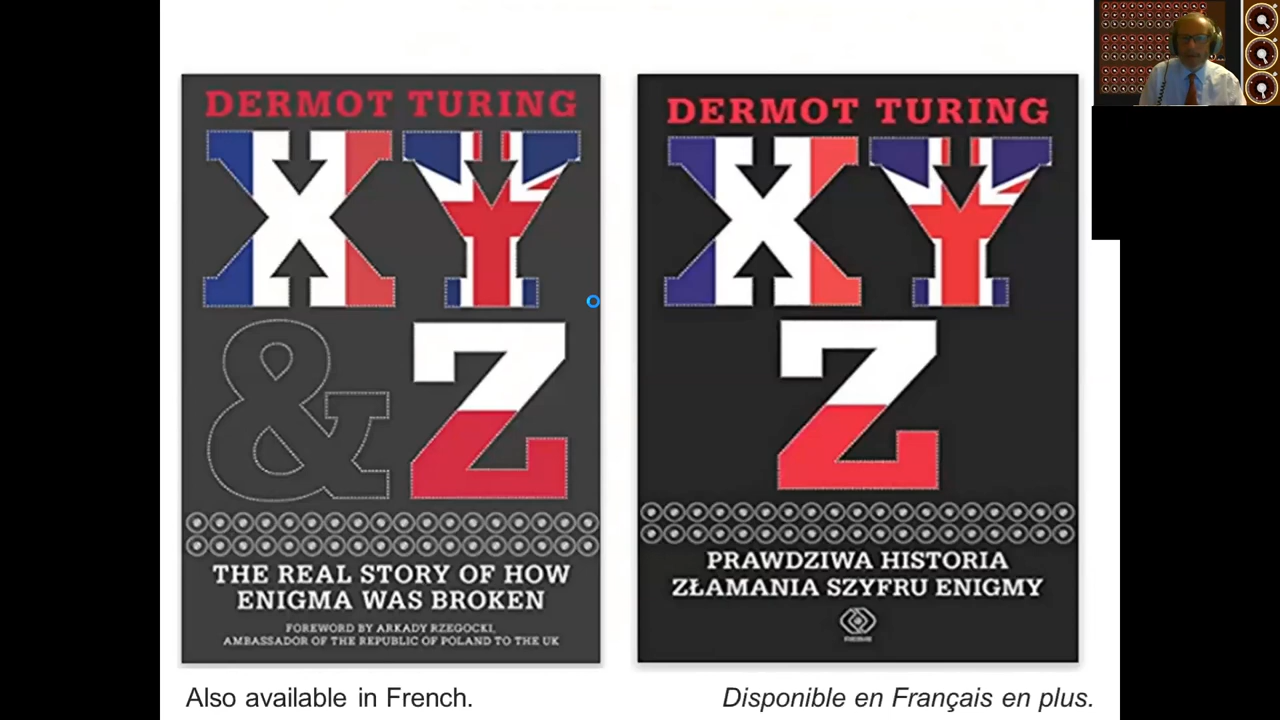 DERMOT TURING
XY
& Z
THE REAL STORY OF HOW
ENIGMA WAS BROKEN
FOREWORD BY ARKADY RZEGOCKI,
AMBASSADOR OF THE REPUBLIC OF POLAND TO THE UK
Also available in French.
DERMOT TURING
XY
Z
PRAWDZIWA HISTORIA
ZŁAMANIA SZYFRU ENIGMY
Disponible en Français en plus.